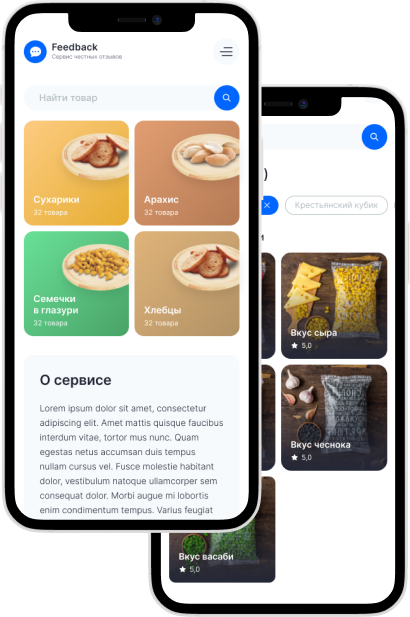 Feedback
Сервис честных отзывов
Найти товар
Сухарики
32 товара
Арахис
32 товара
Семечки
в глазури
32 товара
Хлебцы
32 товара
О сервисе
Lorem ipsum dolor sit amet, consectetur
adipiscing elit. Amet mattis quisque faucibus
interdum vitae, tortor mus nunc. Quam
egestas netus accumsan duis tempus
nullam cursus vel. Fusce molestie habitant
dolor, vestibulum natoque ullamcorper sem
consequat dolor. Morbi augue mi lobortis
enim condimentum tempus. Varius feugiat
)
Крестьянский кубик
и
Вкус сыра
5,0
Вкус чеснока
5,0
Вкус васаби
5,0